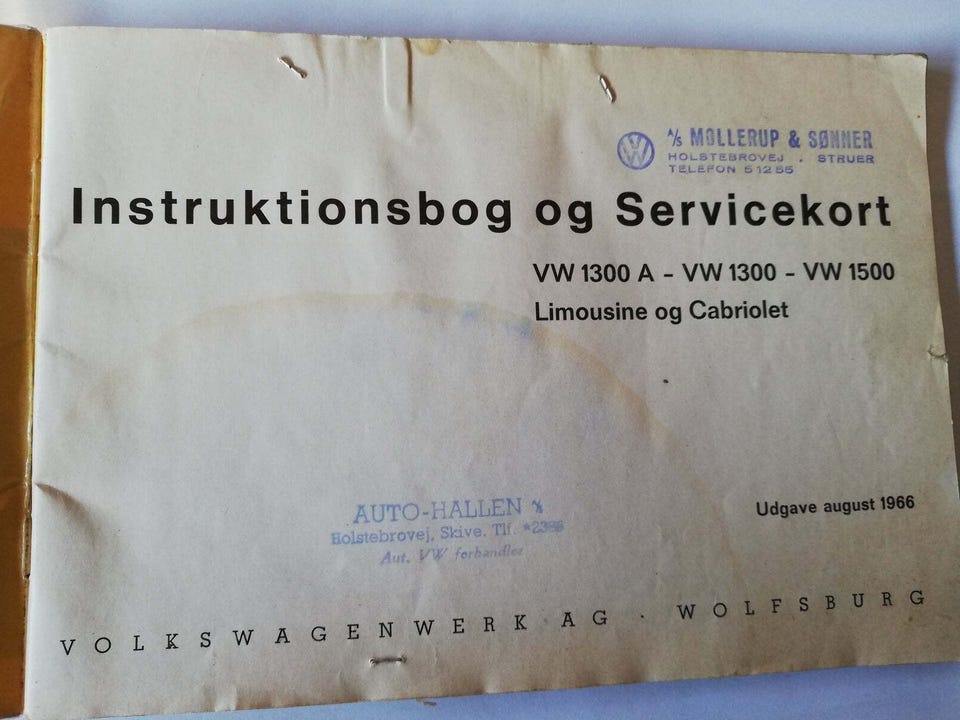 A/S MØLLERUP & SØNNER
HOLSTEBROVEJ . STRUER
TELEFON 51255
Instruktionsbog og Servicekort
VW 1300 A – VW 1300 – VW 1500
Limousine og Cabriolet
AUTO-HALLEN A/S
Holstebrovej, Skive. Tlf.
Aut. VW forhandler
Udgave august 1966
VOLKSWAGENWERK AG · WOLFSBURG